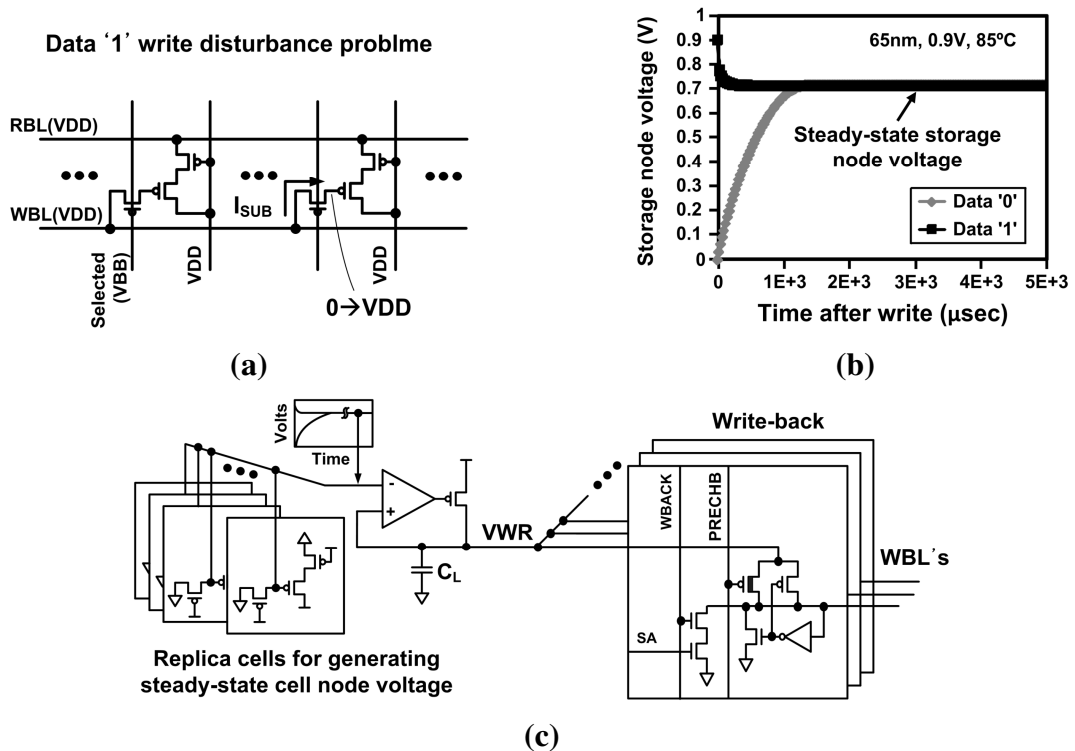 Data ‘1’ write disturbance problme
RBL(VDD)
WBL(VDD)
I_SUB
Selected
(VBB)
VDD
VDD
0→VDD
(a)
Storage node voltage (V)
1
0.9
0.8
0.7
0.6
0.5
0.4
0.3
0.2
0.1
0
65nm, 0.9V, 85ºC
Steady-state storage
node voltage
Data '0'
Data '1'
0 1E+3 2E+3 3E+3 4E+3 5E+3
Time after write (μsec)
(b)
Volts
Time
-
+
VWR
C_L
Replica cells for generating
steady-state cell node voltage
Write-back
WBACK
PRECHB
SA
WBL's
(c)